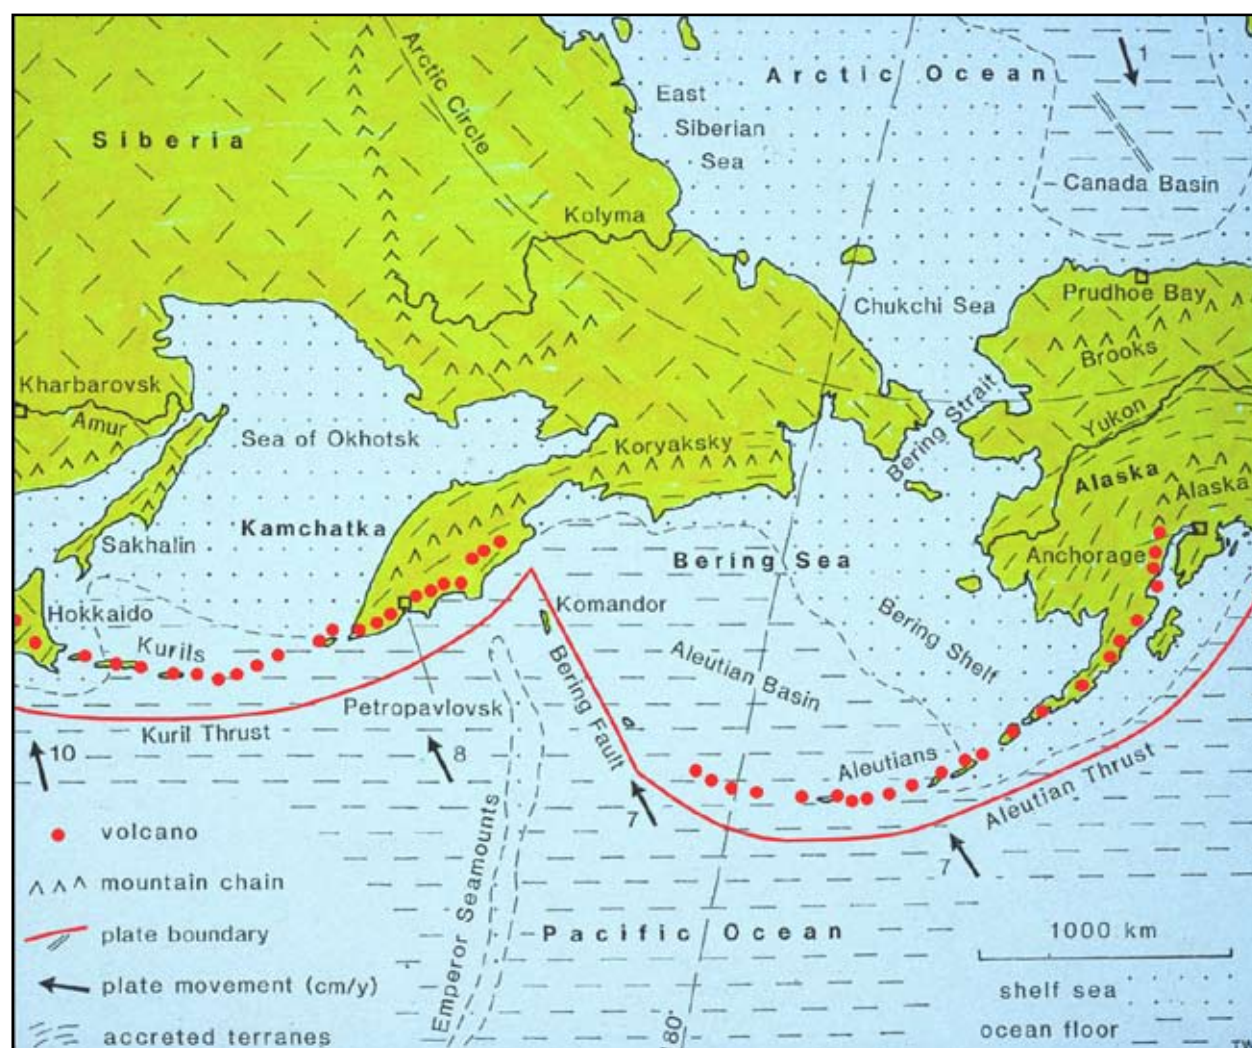 Arctic Ocean
1
Arctic Circle
East
Siberian
Sea
Siberia
Canada Basin
Kolyma
Prudhoe Bay
Chukchi Sea
Brooks
Kharbarovsk
Amur
Bering Strait
Yukon
Sea of Okhotsk
Koryaksky
Alaska
Alaska
Kamchatka
Sakhalin
Anchorage
Bering Sea
Hokkaido
Komandor
Kurils
Bering Shelf
Aleutian Basin
Bering Fault
Petropavlovsk
Kuril Thrust
10
8
Aleutians
Aleutian Thrust
7
7
volcano
mountain chain
Emperor Seamounts
Pacific Ocean
1000 km
plate boundary
plate movement (cm/y)
shelf sea
ocean floor
accreted terranes
80
TW